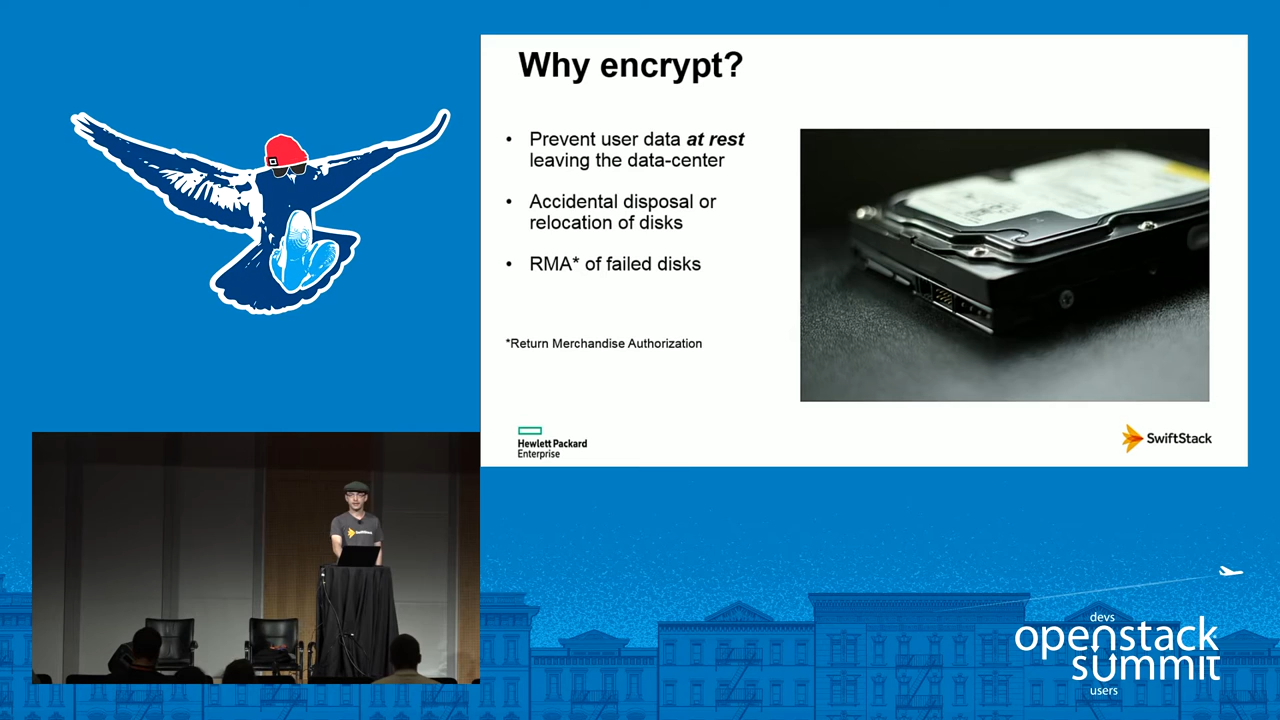 Why encrypt?
• Prevent user data at rest
leaving the data-center
• Accidental disposal or
relocation of disks
• RMA* of failed disks
*Return Merchandise Authorization
Hewlett Packard
Enterprise
SwiftStack
SwiftStack
devs
openstack
summit
users